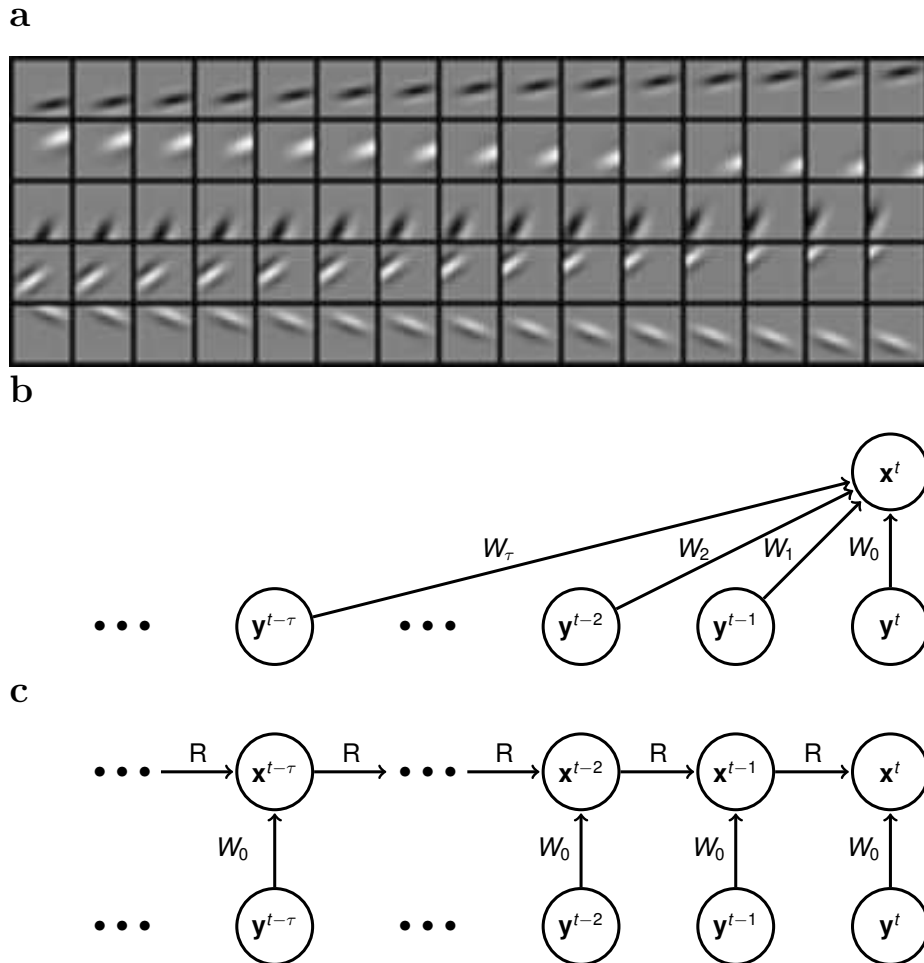 a
b
x^t
W_τ W_2 W_1 W_0
••• y^{t−τ} ••• y^{t−2} y^{t−1} y^t
c
R R R R R
••• x^{t−τ} ••• x^{t−2} x^{t−1} x^t
W_0 W_0 W_0 W_0
••• y^{t−τ} ••• y^{t−2} y^{t−1} y^t